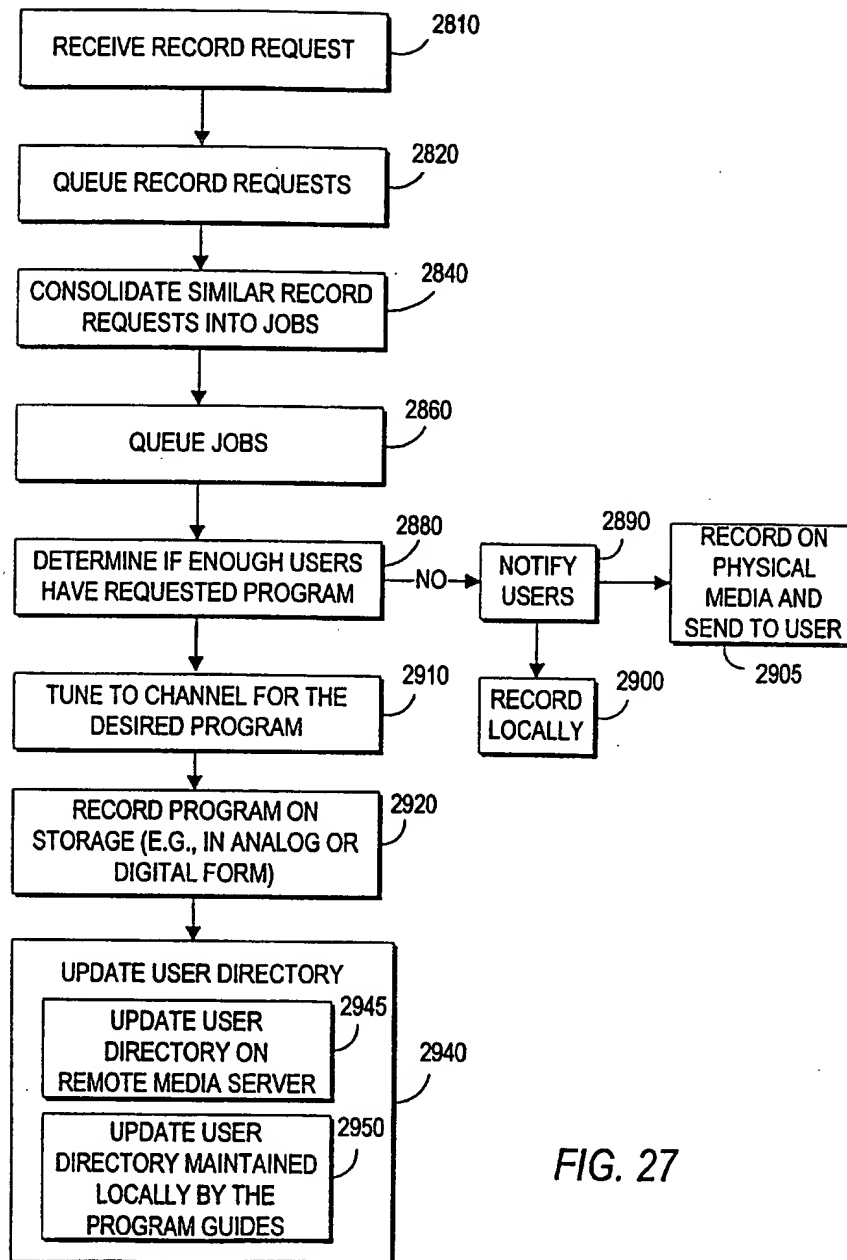 RECEIVE RECORD REQUEST
2810
QUEUE RECORD REQUESTS
2820
CONSOLIDATE SIMILAR RECORD
REQUESTS INTO JOBS
2840
QUEUE JOBS
2860
DETERMINE IF ENOUGH USERS
HAVE REQUESTED PROGRAM
2880
NO
NOTIFY
USERS
2890
RECORD ON
PHYSICAL
MEDIA AND
SEND TO USER
2905
RECORD
LOCALLY
2900
TUNE TO CHANNEL FOR THE
DESIRED PROGRAM
2910
RECORD PROGRAM ON
STORAGE (E.G., IN ANALOG OR
DIGITAL FORM)
2920
UPDATE USER DIRECTORY
2940
UPDATE USER
DIRECTORY ON
REMOTE MEDIA SERVER
2945
UPDATE USER
DIRECTORY MAINTAINED
LOCALLY BY THE
PROGRAM GUIDES
2950
FIG. 27